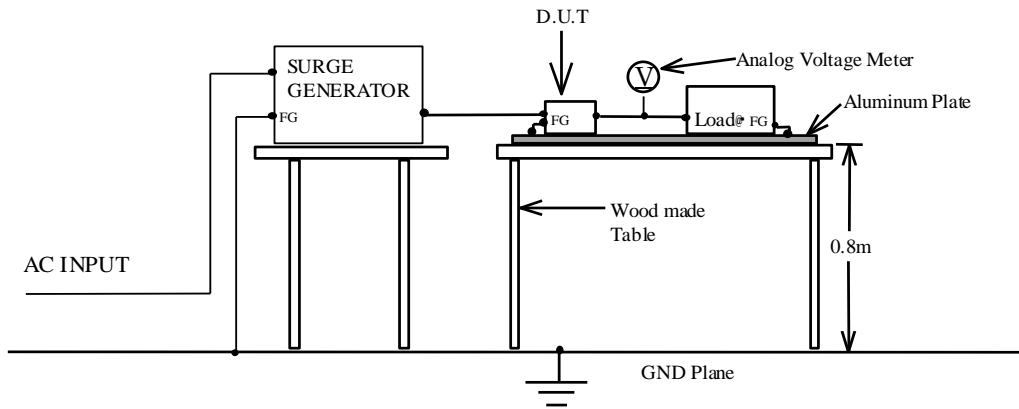 D.U.T
SURGE
GENERATOR
FG
V
Analog Voltage Meter
FG
Load@ FG
Aluminum Plate
Wood made
Table
0.8m
AC INPUT
GND Plane